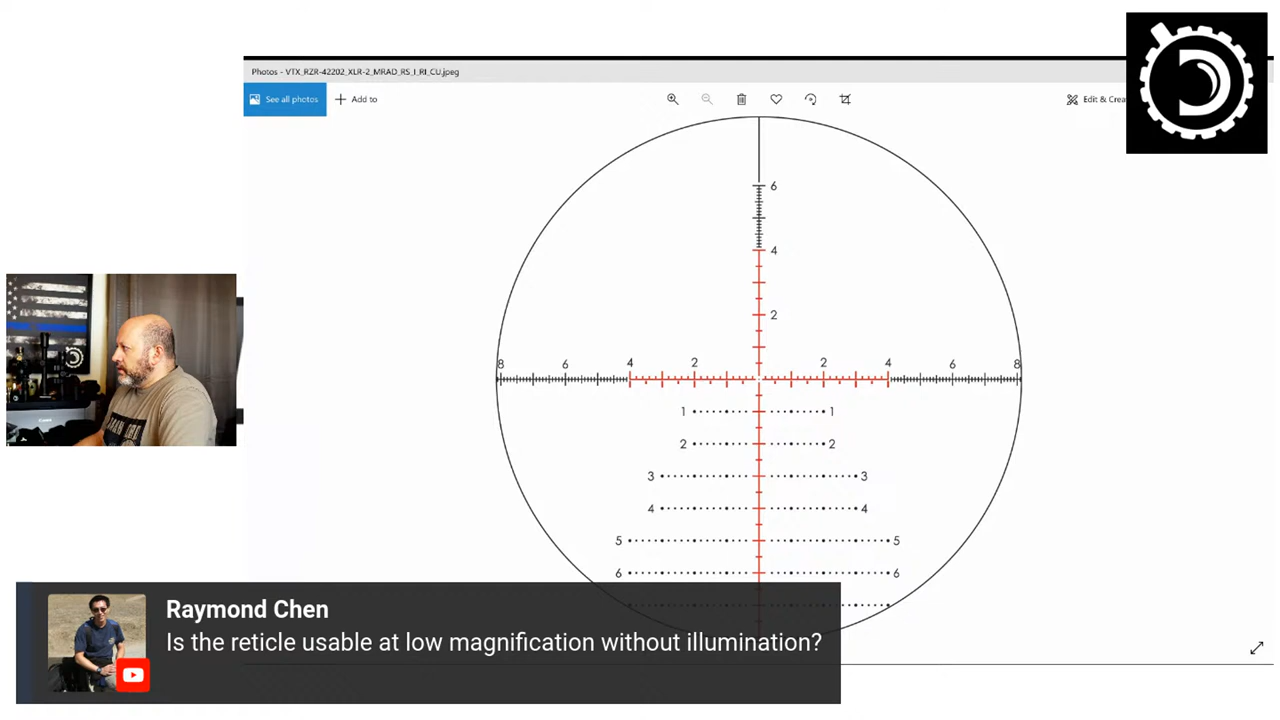 Photos - VTX_RZR-42202_XLR-2_MRAD_RS_I_RI_CU.jpeg
See all photos
Add to
Edit & Crea
6
4
2
8 6 4 2 2 4 6 8
1 1
2 2
3 3
4 4
5 5
6 6
Raymond Chen
Is the reticle usable at low magnification without illumination?